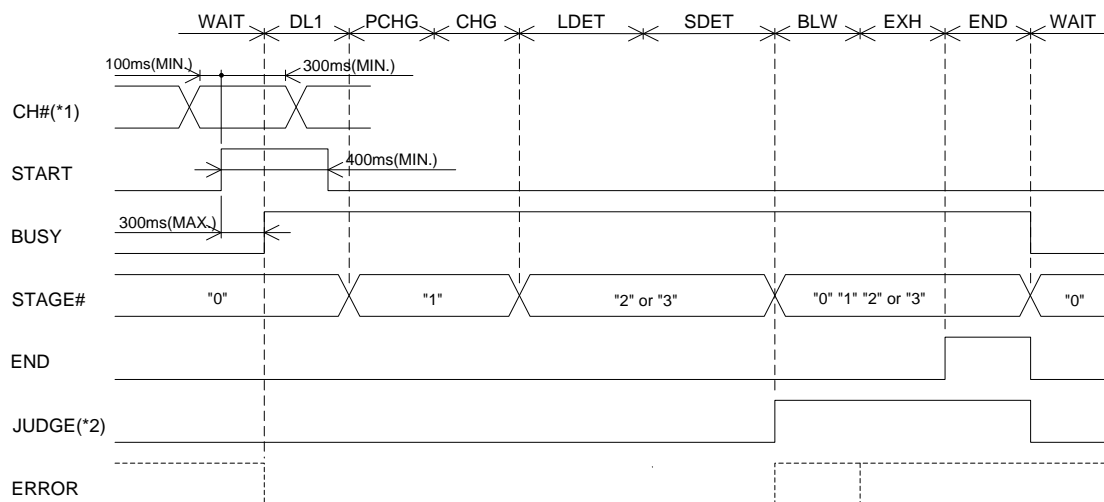 WAIT DL1 PCHG CHG LDET SDET BLW EXH END WAIT
100ms(MIN.) 300ms(MIN.)
CH#(*1)
400ms(MIN.)
START
300ms(MAX.)
BUSY
STAGE# "0" "1" "2" or "3" "0" "1" "2" or "3" "0"
END
JUDGE(*2)
ERROR